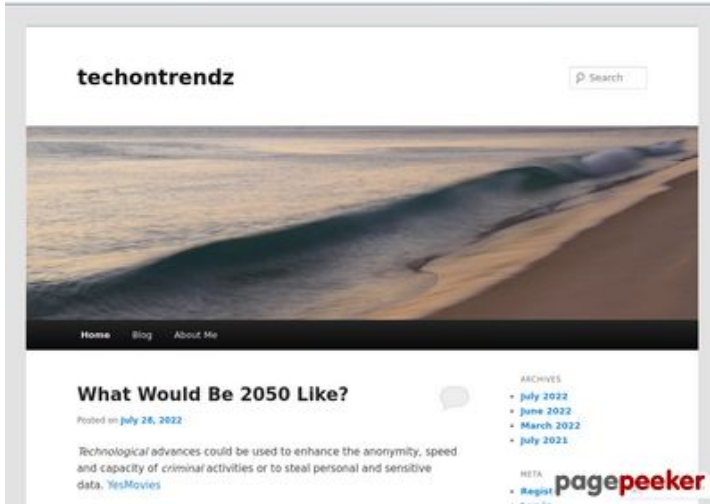 techontrendz
Search
Home Blog About Me
What Would Be 2050 Like?
Posted on July 28, 2022
Technological advances could be used to enhance the anonymity, speed
and capacity of criminal activities or to steal personal and sensitive
data. YesMovies
ARCHIVES
July 2022
June 2022
March 2022
July 2021
META
pagepeeker